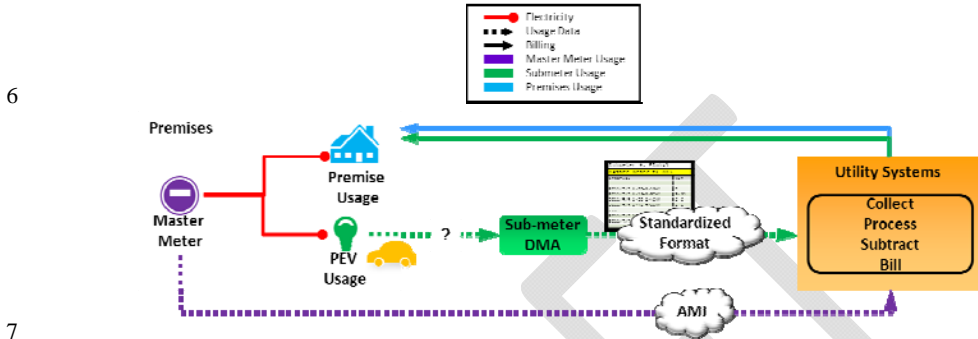 Electricity
Usage Data
Billing
Master Meter Usage
Submeter Usage
Premises Usage
6
Premises
Premise
Usage
Master
Meter
PEV
Usage
?
Sub-meter
DMA
Standardized
Format
Utility Systems
Collect
Process
Subtract
Bill
AMI
7